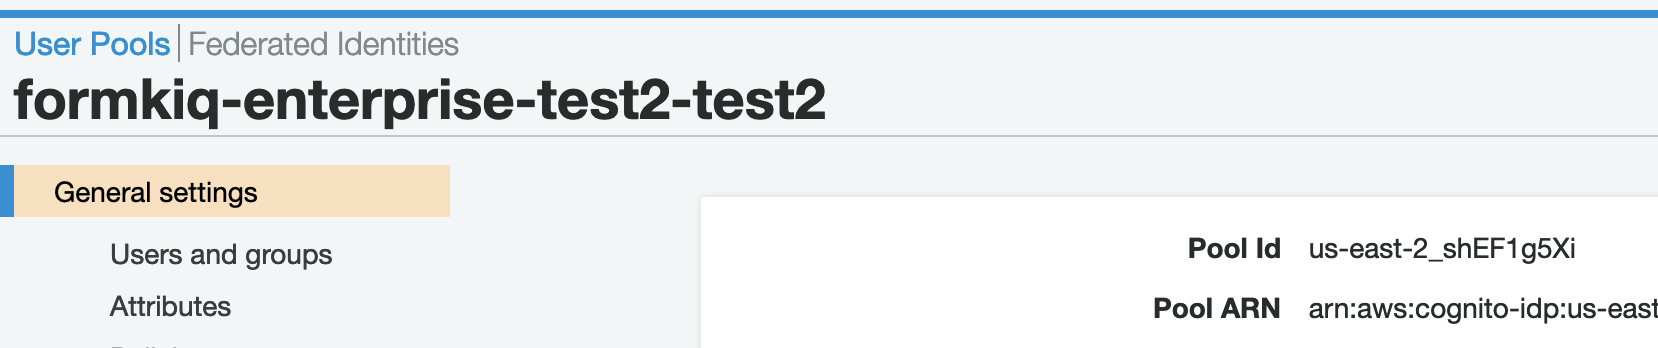 User Pools Federated Identities
formkiq-enterprise-test2-test2
General settings
Users and groups
Attributes
Pool Id us-east-2_shEF1g5Xi
Pool ARN arn:aws:cognito-idp:us-east